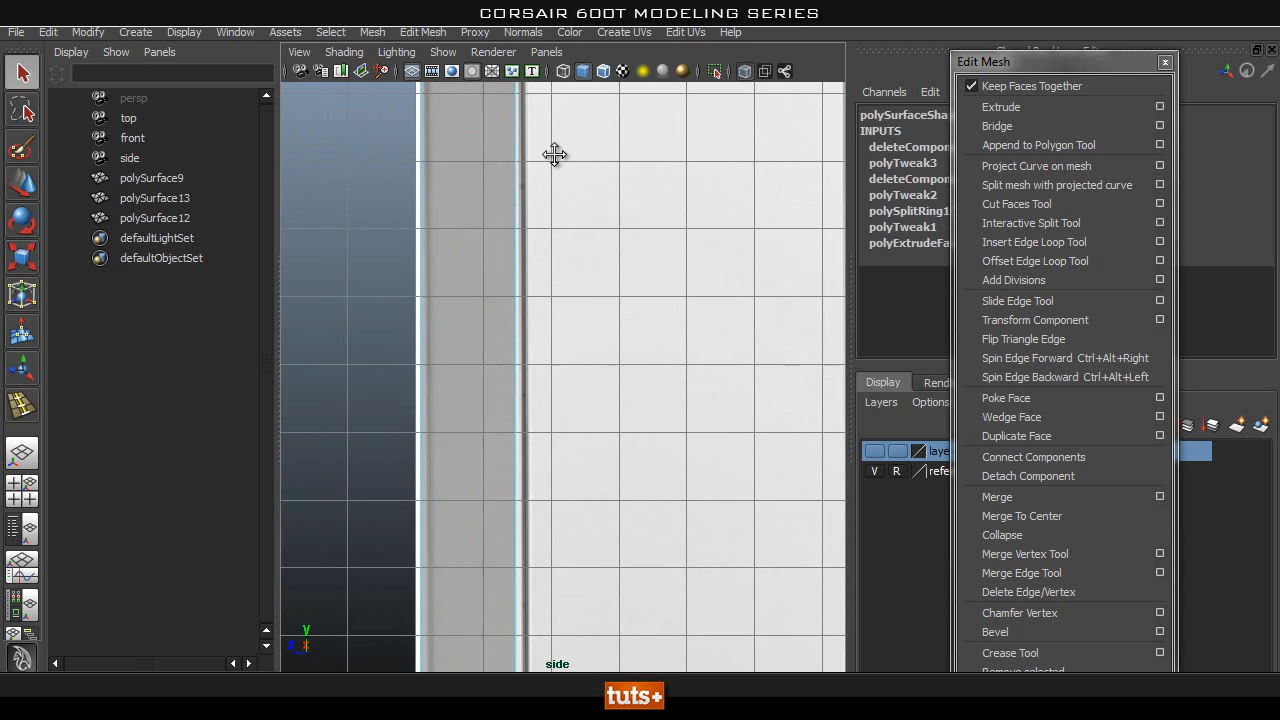 CORSAIR 600T MODELING SERIES
File Edit Modify Create Display Window Assets Select Mesh Edit Mesh Proxy Normals Color Create UVs Edit UVs Help
Display Show Panels
View Shading Lighting Show Renderer Panels
persp
top
front
side
polySurface9
polySurface13
polySurface12
defaultLightSet
defaultObjectSet
y
z x
side
Channels Edit
polySurfaceSha
INPUTS
deleteCompon
polyTweak3
deleteCompon
polyTweak2
polySplitRing1
polyTweak1
polyExtrudeFa
Display Rend
Layers Options
laye
V R refe
Edit Mesh
Keep Faces Together
Extrude
Bridge
Append to Polygon Tool
Project Curve on mesh
Split mesh with projected curve
Cut Faces Tool
Interactive Split Tool
Insert Edge Loop Tool
Offset Edge Loop Tool
Add Divisions
Slide Edge Tool
Transform Component
Flip Triangle Edge
Spin Edge Forward Ctrl+Alt+Right
Spin Edge Backward Ctrl+Alt+Left
Poke Face
Wedge Face
Duplicate Face
Connect Components
Detach Component
Merge
Merge To Center
Collapse
Merge Vertex Tool
Merge Edge Tool
Delete Edge/Vertex
Chamfer Vertex
Bevel
Crease Tool
Remove selected
tuts+